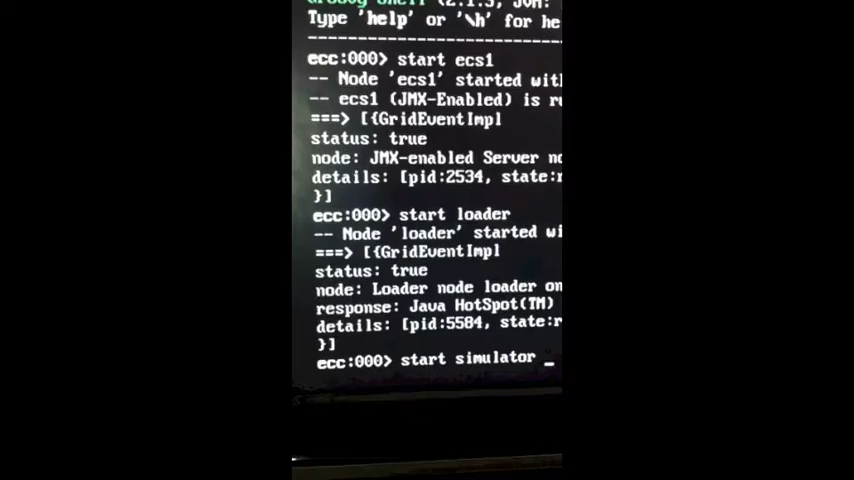 Groovy Shell (2.1.3, JVM:
Type 'help' or '\h' for he
ecc:000> start ecs1
-- Node 'ecs1' started wit
-- ecs1 (JMX-Enabled) is ru
===> [{GridEventImpl
status: true
node: JMX-enabled Server no
details: [pid:2534, state:r
}]
ecc:000> start loader
-- Node 'loader' started wi
===> [{GridEventImpl
status: true
node: Loader node loader on
response: Java HotSpot(TM)
details: [pid:5584, state:r
}]
ecc:000> start simulator _